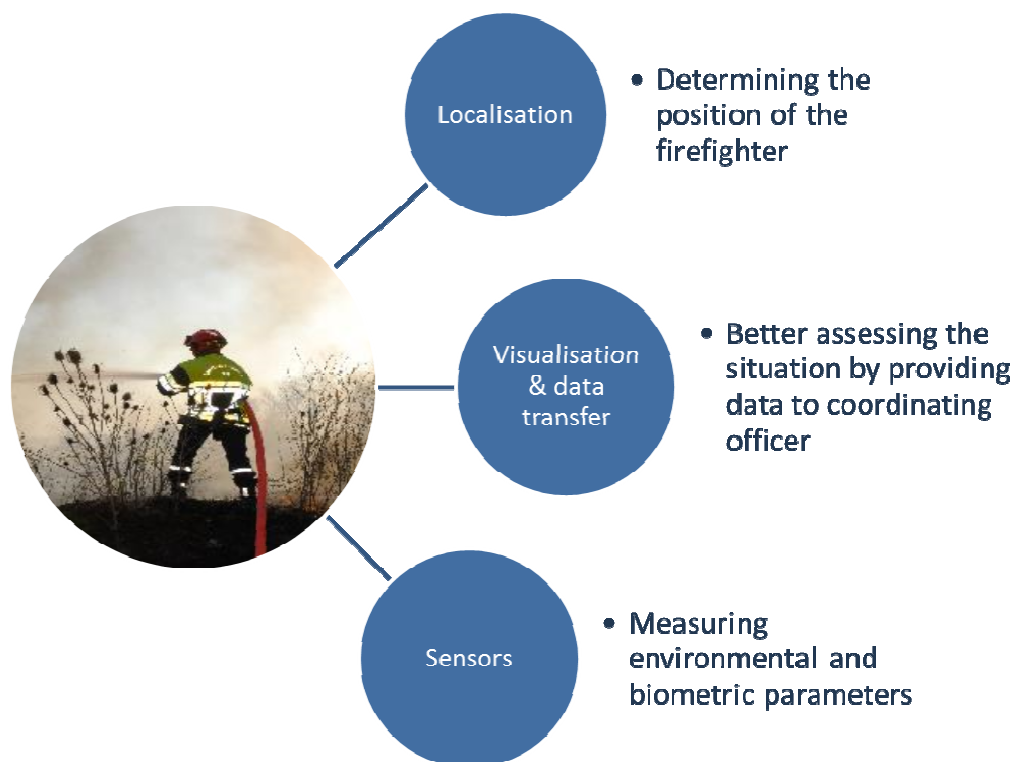 Localisation
• Determining the
position of the
firefighter
Visualisation
& data
transfer
• Better assessing the
situation by providing
data to coordinating
officer
Sensors
• Measuring
environmental and
biometric parameters